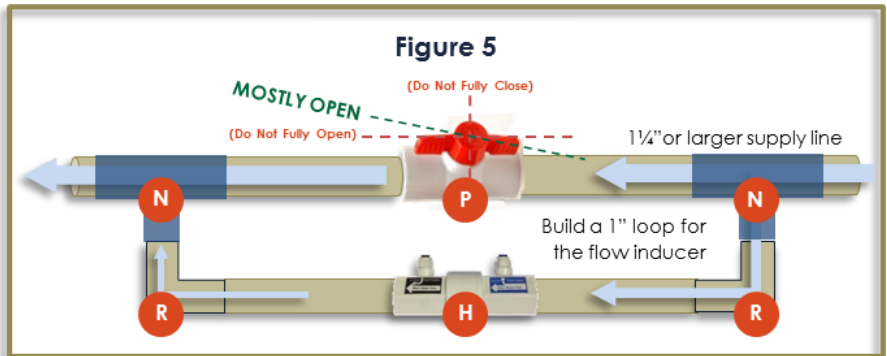 Figure 5
(Do Not Fully Close)
MOSTLY OPEN
(Do Not Fully Open)
1¼” or larger supply line
N
P
N
Build a 1” loop for
the flow inducer
R
H
R